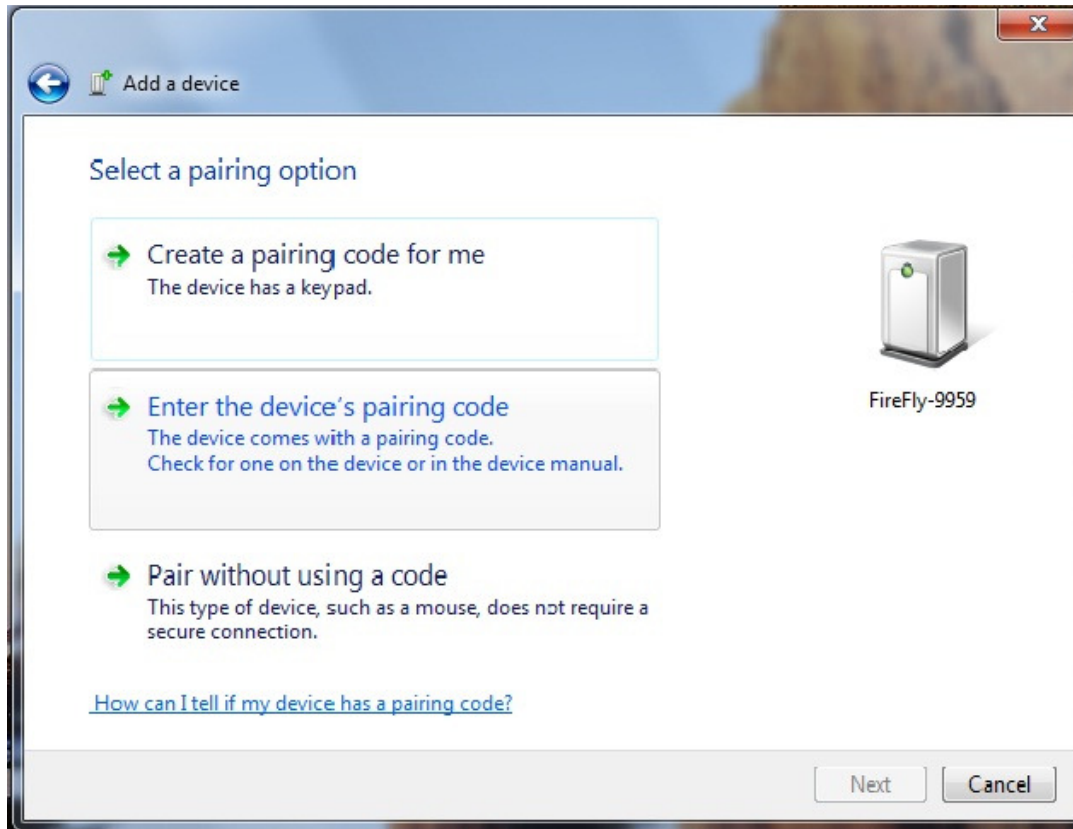 Add a device
Select a pairing option
Create a pairing code for me
The device has a keypad.
Enter the device's pairing code
The device comes with a pairing code.
Check for one on the device or in the device manual.
FireFly-9959
Pair without using a code
This type of device, such as a mouse, does not require a
secure connection.
How can I tell if my device has a pairing code?
Next
Cancel